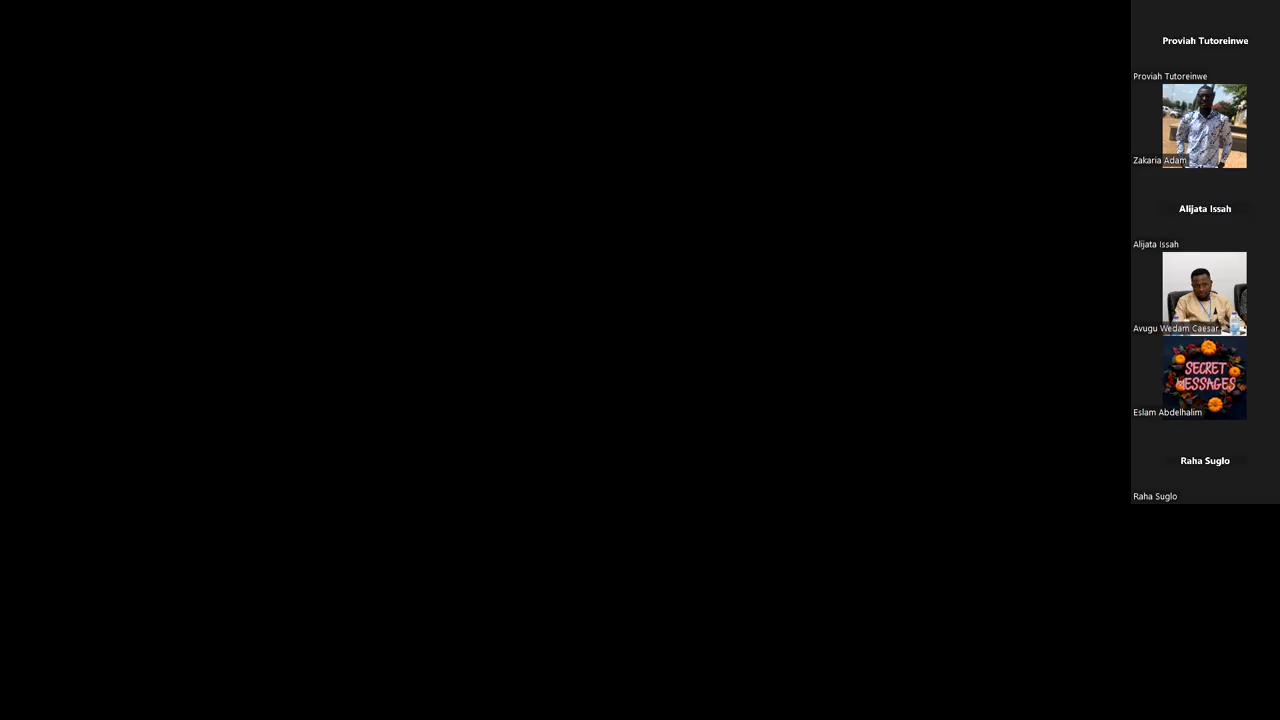 Proviah Tutoreinwe
Proviah Tutoreinwe
Zakaria Adam
Alijata Issah
Alijata Issah
Avugu Wedam Caesar
SECRET
MESSAGES
Eslam Abdelhalim
Raha Suglo
Raha Suglo